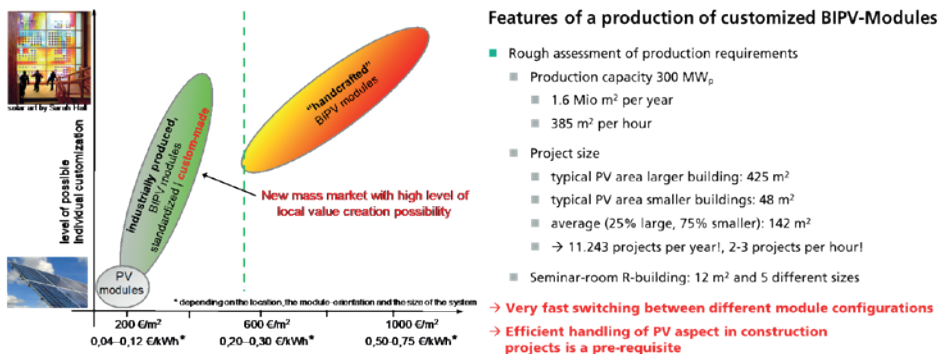 solar art by Sarah Hall
level of possible
Individual customization
industrially produced,
BIPV modules
standardized | custom-made
"handcrafted"
BIPV modules
New mass market with high level of
local value creation possibility
PV
modules
* depending on the location, the module-orientation and the size of the system
200 €/m² 600 €/m² 1000 €/m²
0,04–0,12 €/kWh* 0,20–0,30 €/kWh* 0,50-0,75 €/kWh*
Features of a production of customized BIPV-Modules
Rough assessment of production requirements
Production capacity 300 MWp
1.6 Mio m² per year
385 m² per hour
Project size
typical PV area larger building: 425 m²
typical PV area smaller buildings: 48 m²
average (25% large, 75% smaller): 142 m²
→ 11.243 projects per year!, 2-3 projects per hour!
Seminar-room R-building: 12 m² and 5 different sizes
→ Very fast switching between different module configurations
→ Efficient handling of PV aspect in construction
projects is a pre-requisite